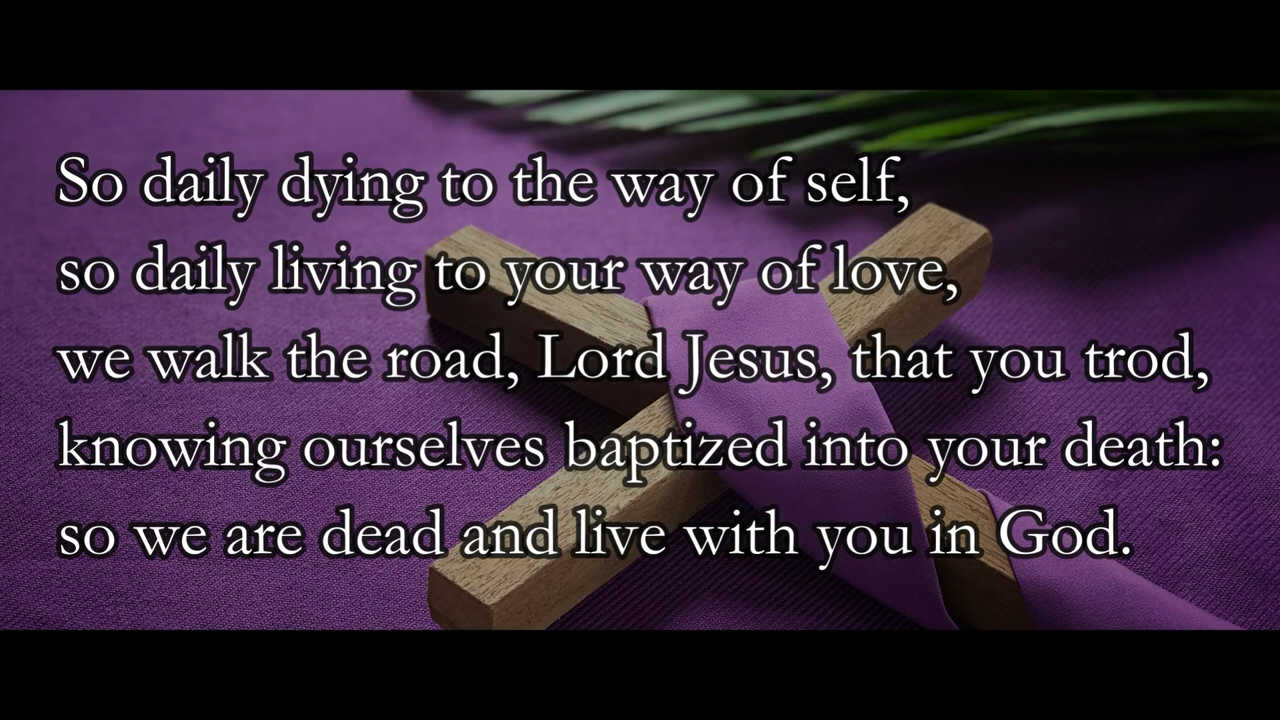 So daily dying to the way of self,
so daily living to your way of love,
we walk the road, Lord Jesus, that you trod,
knowing ourselves baptized into your death:
so we are dead and live with you in God.